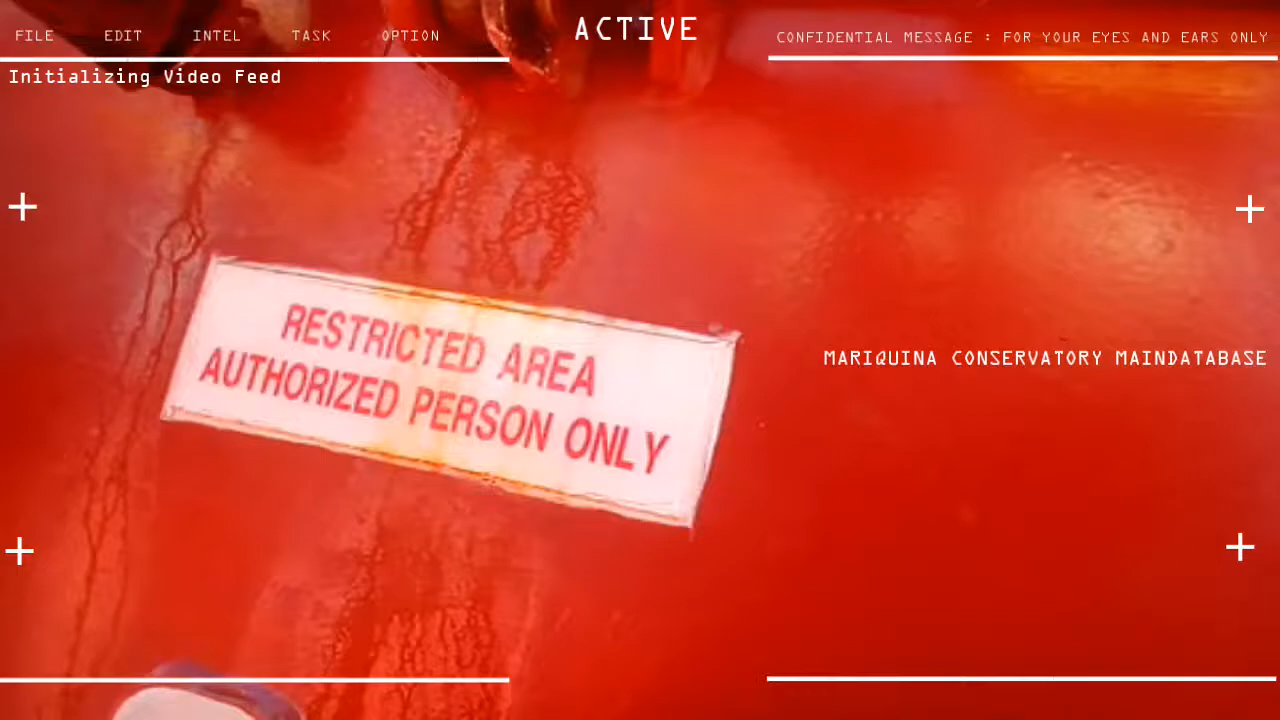 FILE EDIT INTEL TASK OPTION
ACTIVE
CONFIDENTIAL MESSAGE : FOR YOUR EYES AND EARS ONLY
Initializing Video Feed
RESTRICTED AREA
AUTHORIZED PERSON ONLY
MARIQUINA CONSERVATORY MAINDATABASE